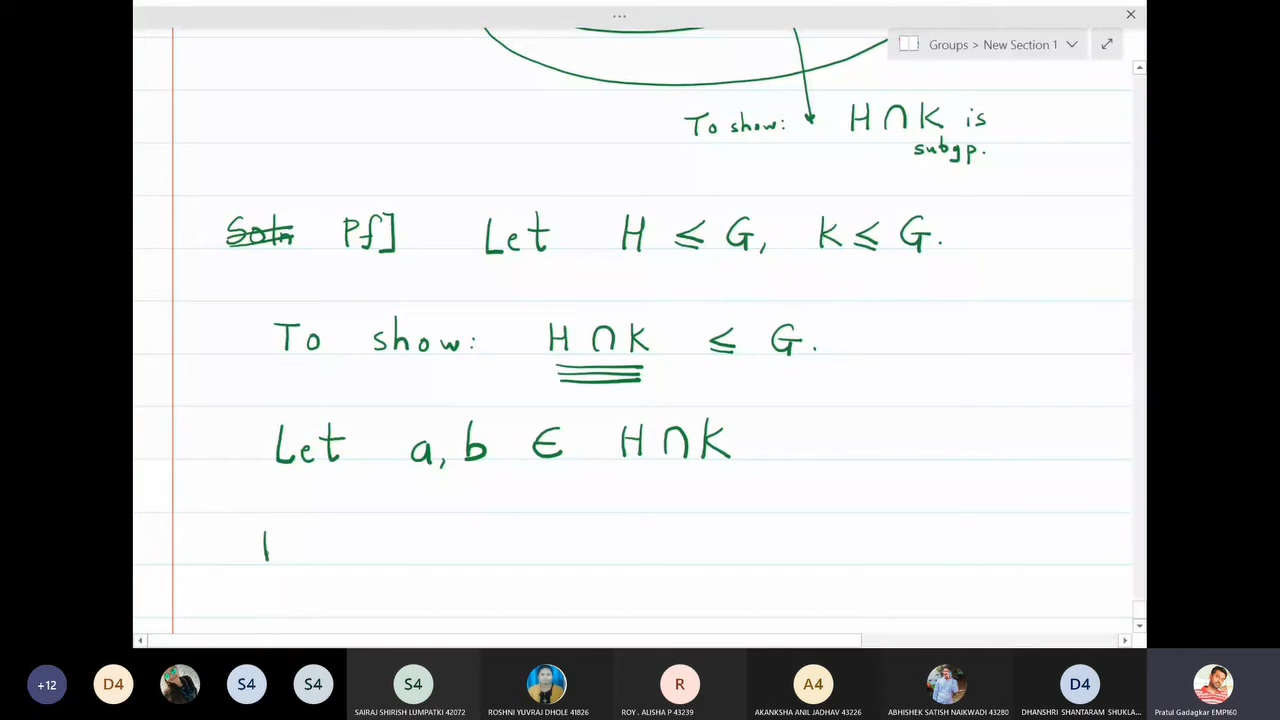 Groups > New Section 1
To show: H ∩ K is
subgp.
Soln Pf] Let H ≤ G, K ≤ G.
To show: H ∩ K ≤ G.
Let a, b ∈ H ∩ K
+12
D4
S4
S4
S4
R
A4
D4
SAIRAJ SHIRISH LUMPATKI 42072
ROSHNI YUVRAJ DHOLE 41826
ROY . ALISHA P 43239
AKANKSHA ANIL JADHAV 43226
ABHISHEK SATISH NAIKWADI 43280
DHANSHRI SHANTARAM SHUKLA...
Pratul Gadagkar EMP160